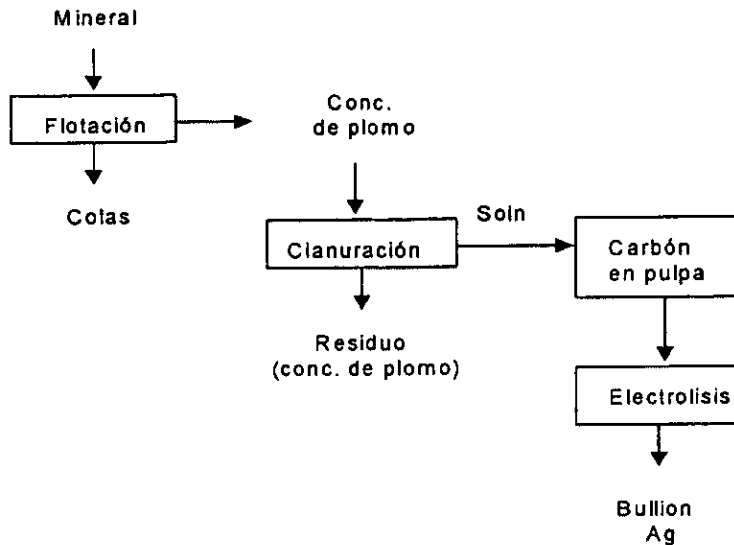 Mineral
Flotación
Conc.
de plomo
Colas
Soln
Cianuración
Carbón
en pulpa
Residuo
(conc. de plomo)
Electrolisis
Bullion
Ag